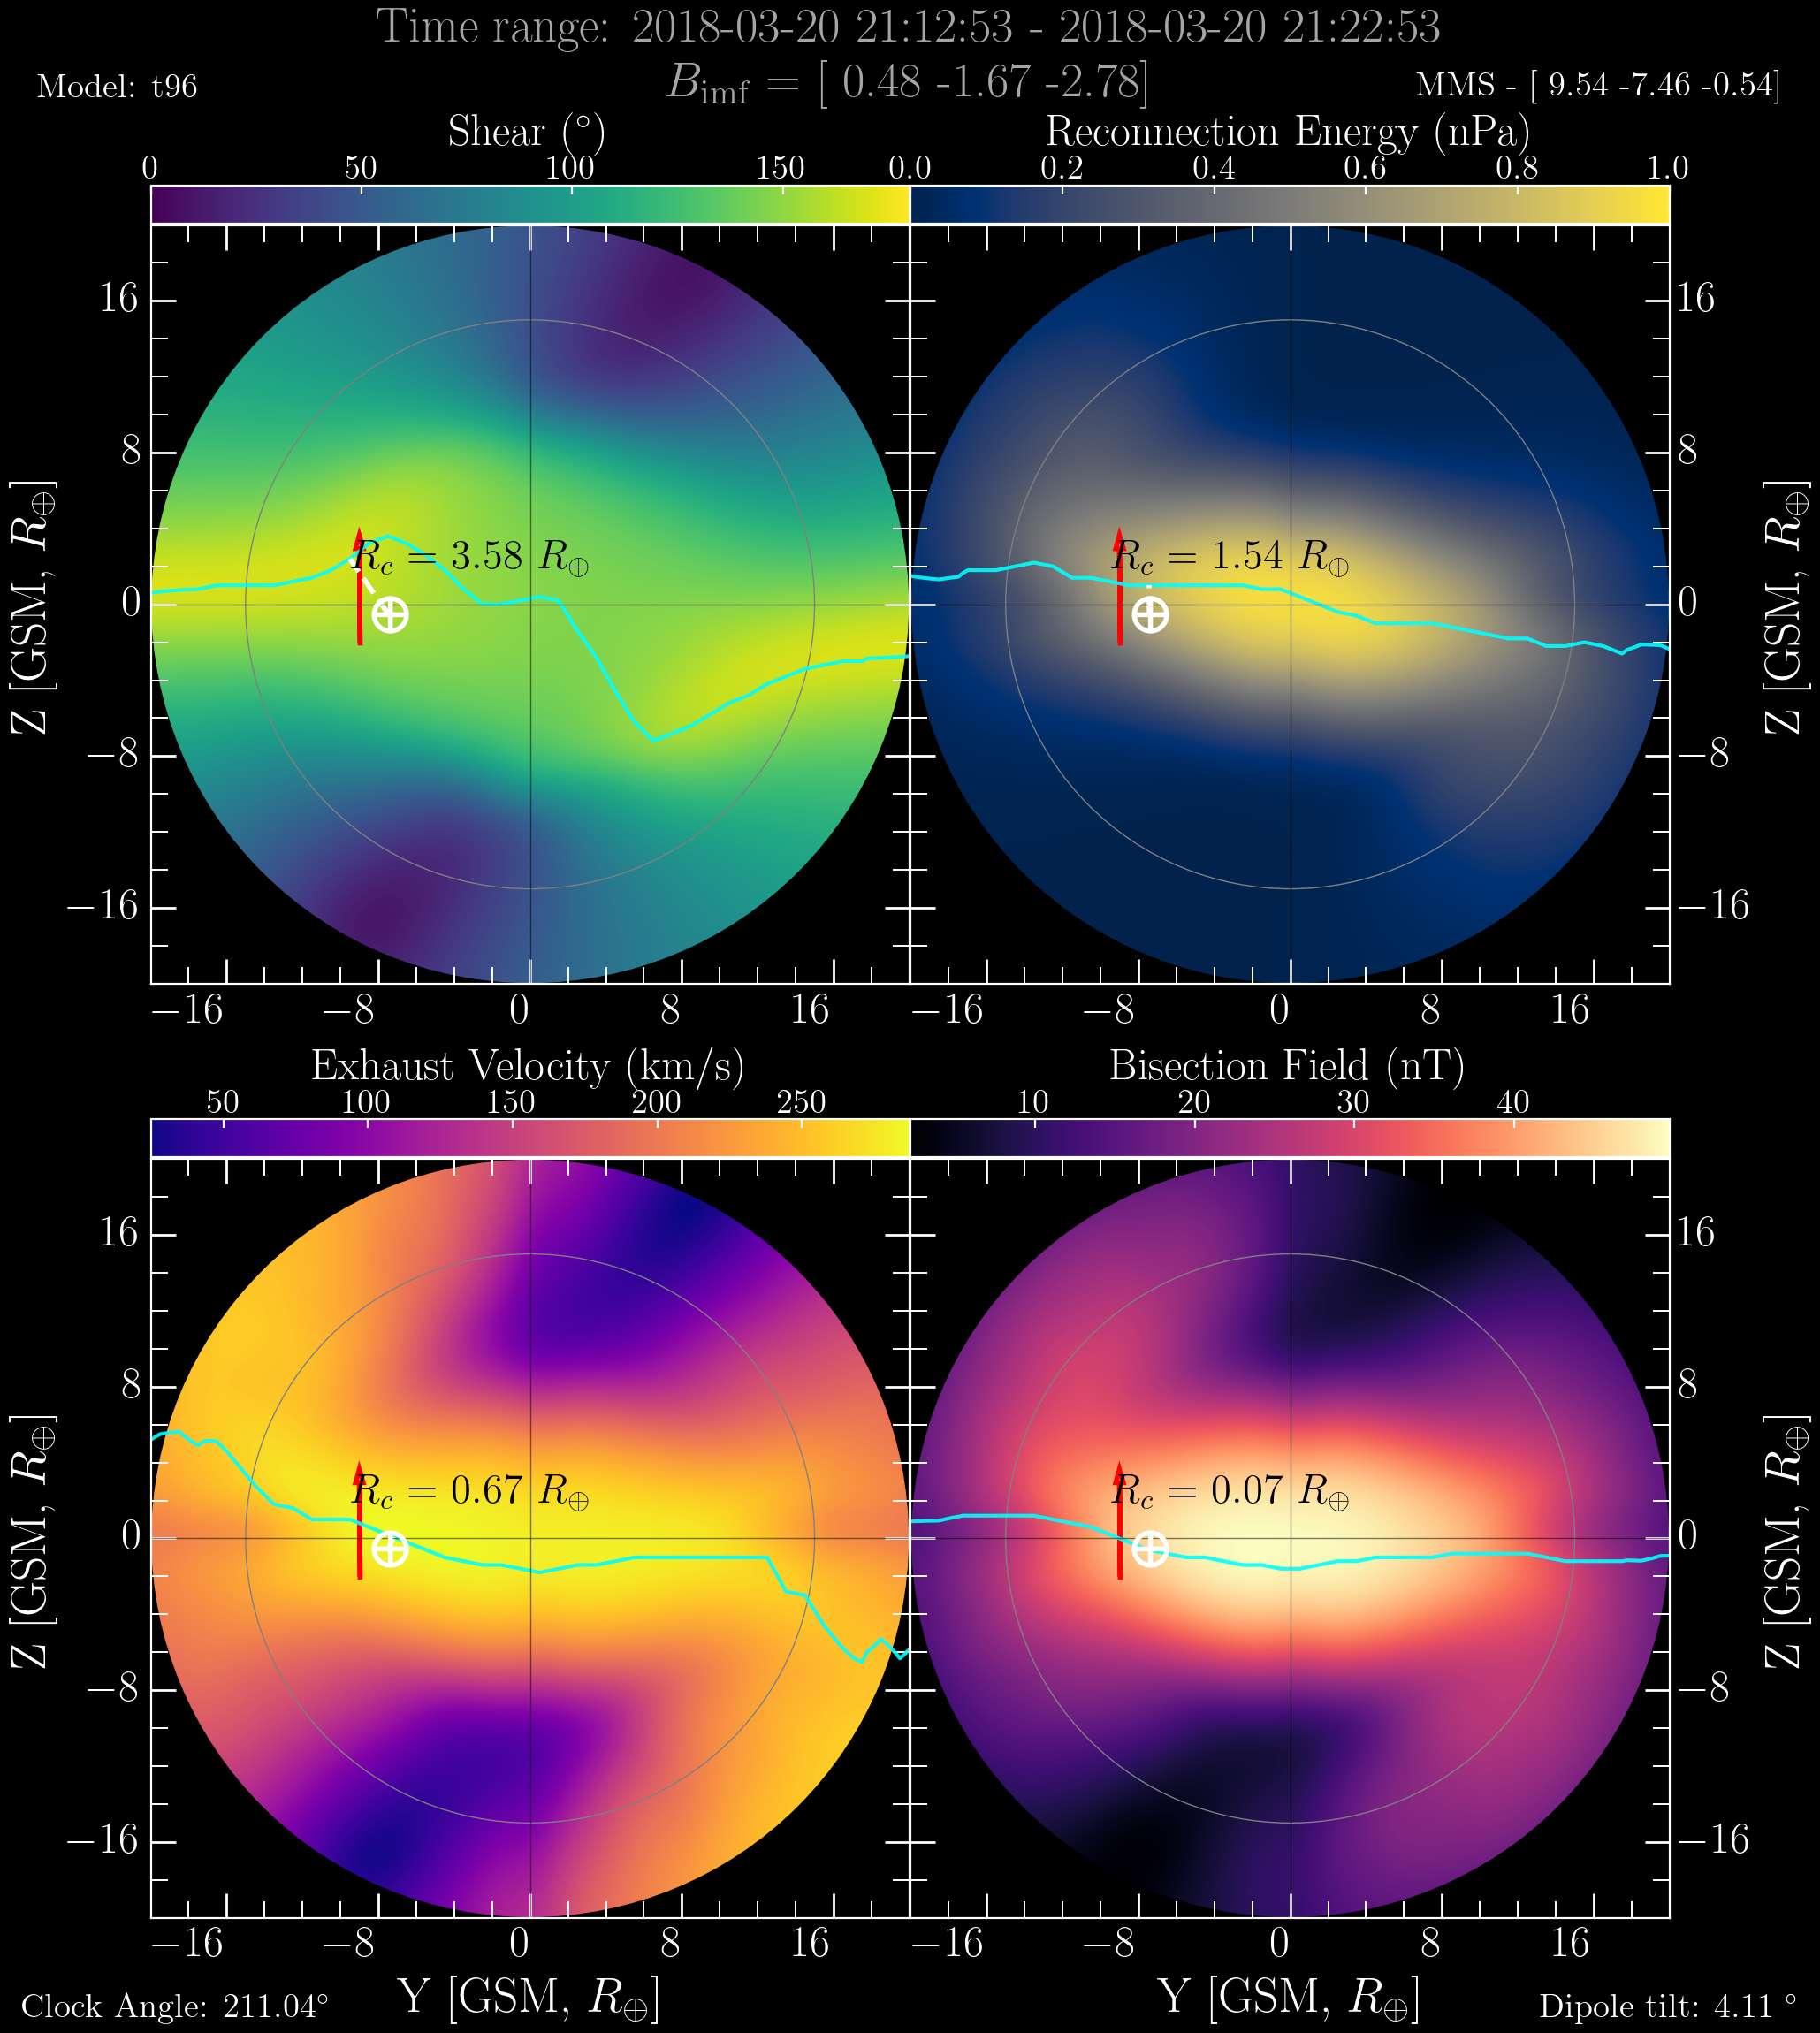 Time range: 2018-03-20 21:12:53 - 2018-03-20 21:22:53
Model: t96
B_imf = [ 0.48 -1.67 -2.78]
MMS - [ 9.54 -7.46 -0.54]
Shear (°)
Reconnection Energy (nPa)
0 50 100 150
0.0 0.2 0.4 0.6 0.8 1.0
16
8
0
−8
−16
Z [GSM, R⊕]
R_c = 3.58 R⊕
R_c = 1.54 R⊕
16
8
0
−8
−16
Z [GSM, R⊕]
−16 −8 0 8 16
−16 −8 0 8 16
Exhaust Velocity (km/s)
Bisection Field (nT)
50 100 150 200 250
10 20 30 40
16
8
0
−8
−16
Z [GSM, R⊕]
R_c = 0.67 R⊕
R_c = 0.07 R⊕
16
8
0
−8
−16
Z [GSM, R⊕]
−16 −8 0 8 16
−16 −8 0 8 16
Y [GSM, R⊕]
Y [GSM, R⊕]
Clock Angle: 211.04°
Dipole tilt: 4.11 °